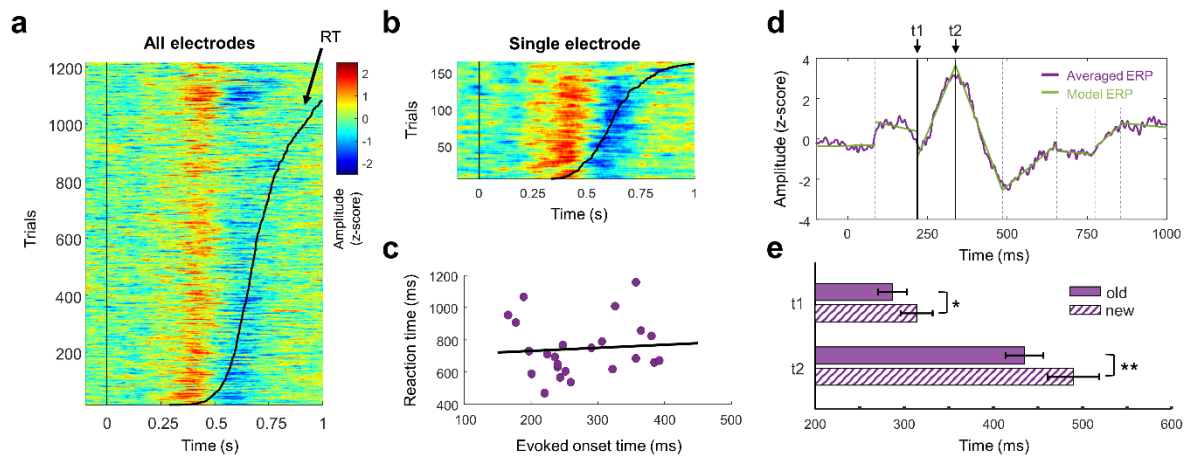 a
All electrodes
RT
Trials
1200
1000
800
600
400
200
0
0.25
0.5
0.75
1
Time (s)
2
1
0
-1
-2
Amplitude
(z-score)
b
Single electrode
Trials
150
100
50
0
0.25
0.5
0.75
1
Time (s)
c
Reaction time (ms)
1200
1000
800
600
400
100
200
300
400
500
Evoked onset time (ms)
d
t1
t2
Amplitude (z-score)
4
2
0
-2
-4
Averaged ERP
Model ERP
0
250
500
750
1000
Time (ms)
e
t1
t2
*
**
old
new
200
300
400
500
600
Time (ms)